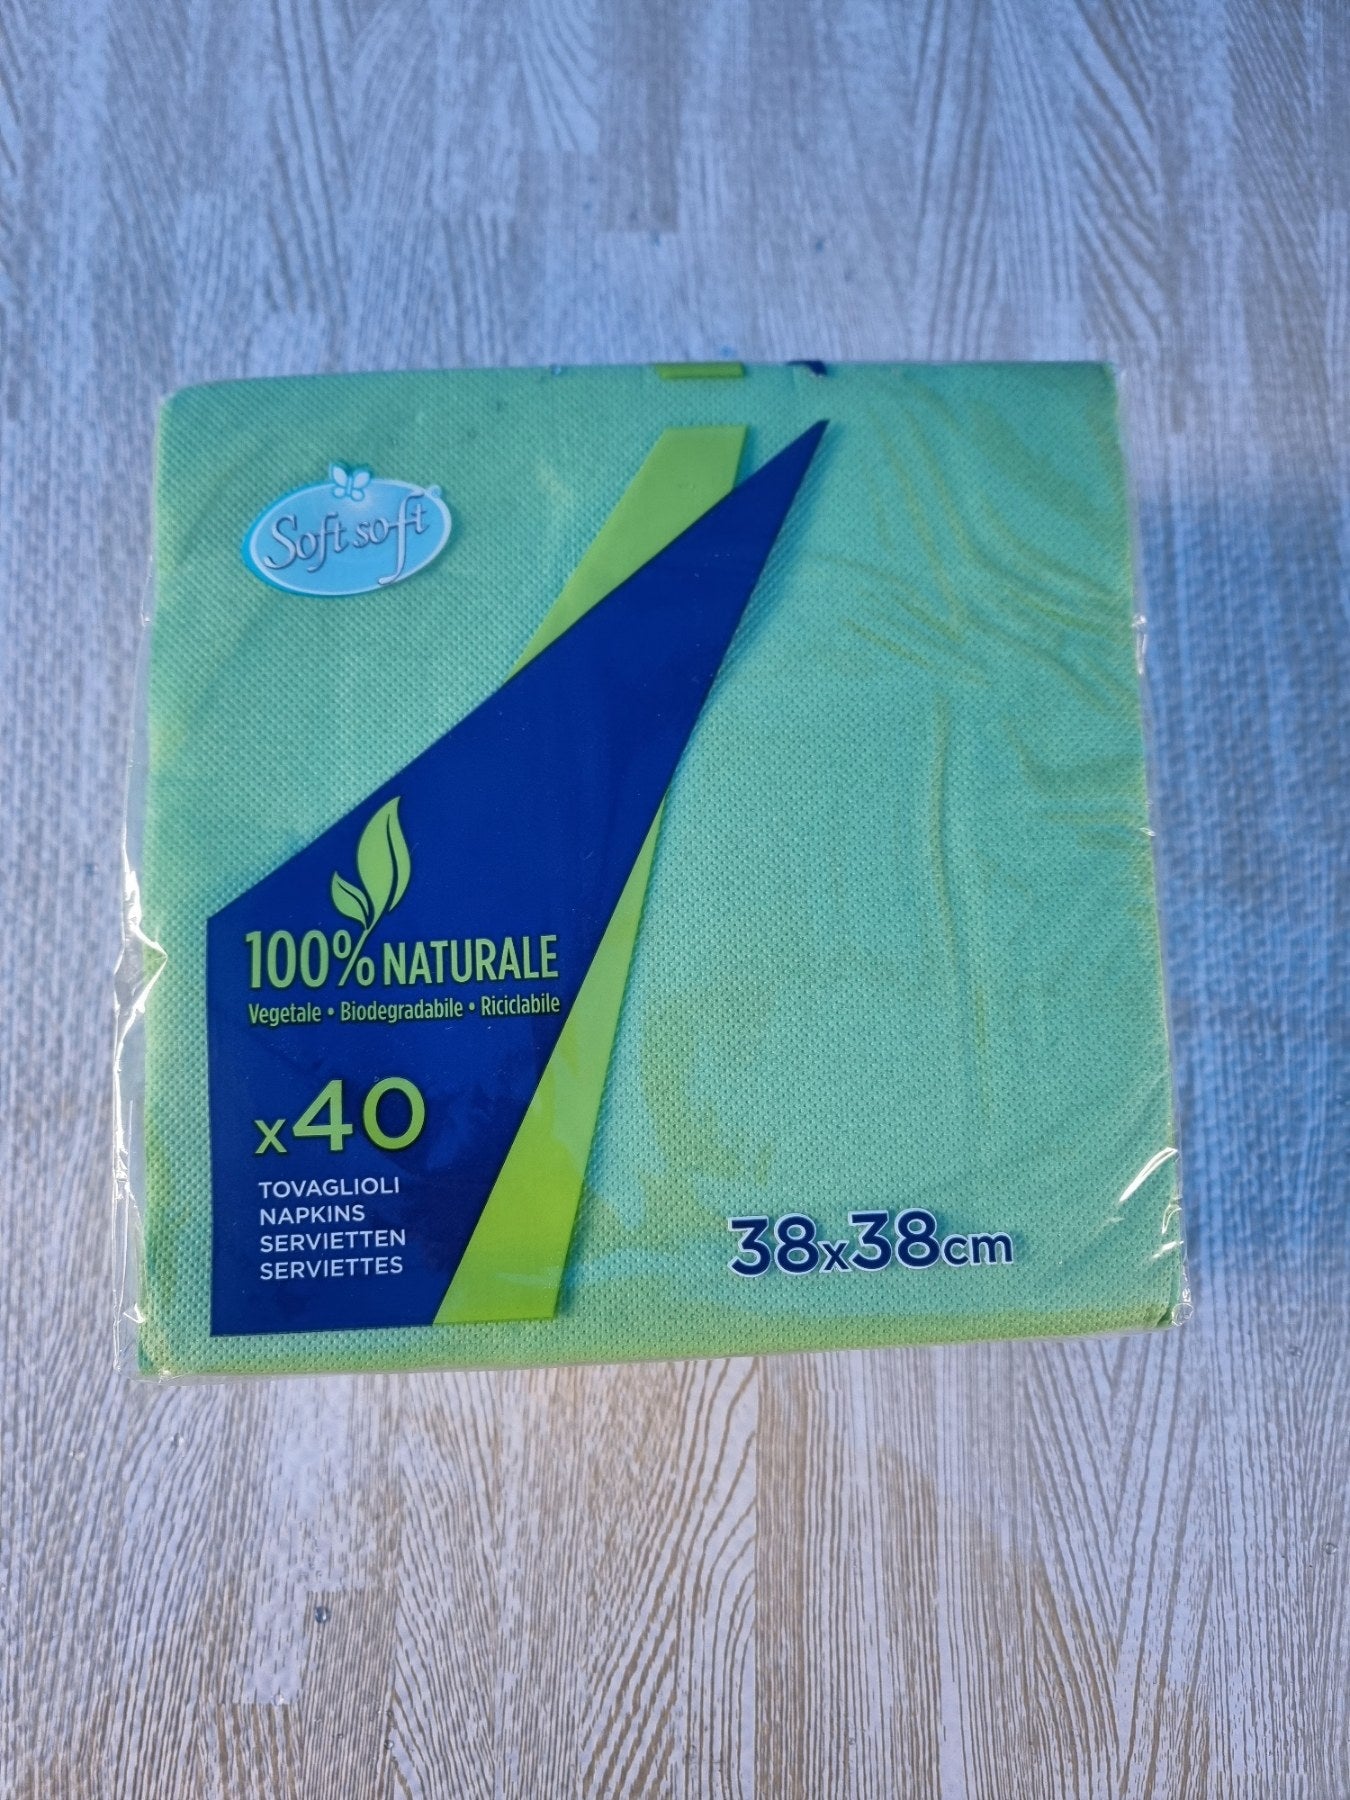 Soft soft
100% NATURALE
Vegetale • Biodegradabile • Riciclabile
x40
TOVAGLIOLI
NAPKINS
SERVIETTEN
SERVIETTES
38x38cm